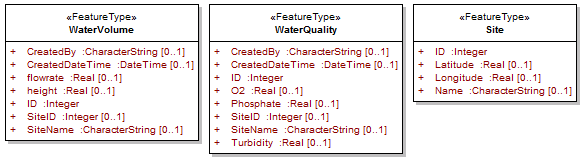 «FeatureType»
WaterVolume
+ CreatedBy :CharacterString [0..1]
+ CreatedDateTime :DateTime [0..1]
+ flowrate :Real [0..1]
+ height :Real [0..1]
+ ID :Integer
+ SiteID :Integer [0..1]
+ SiteName :CharacterString [0..1]
«FeatureType»
WaterQuality
+ CreatedBy :CharacterString [0..1]
+ CreatedDateTime :DateTime [0..1]
+ ID :Integer
+ O2 :Real [0..1]
+ Phosphate :Real [0..1]
+ SiteID :Integer [0..1]
+ SiteName :CharacterString [0..1]
+ Turbidity :Real [0..1]
«FeatureType»
Site
+ ID :Integer
+ Latitude :Real [0..1]
+ Longitude :Real [0..1]
+ Name :CharacterString [0..1]